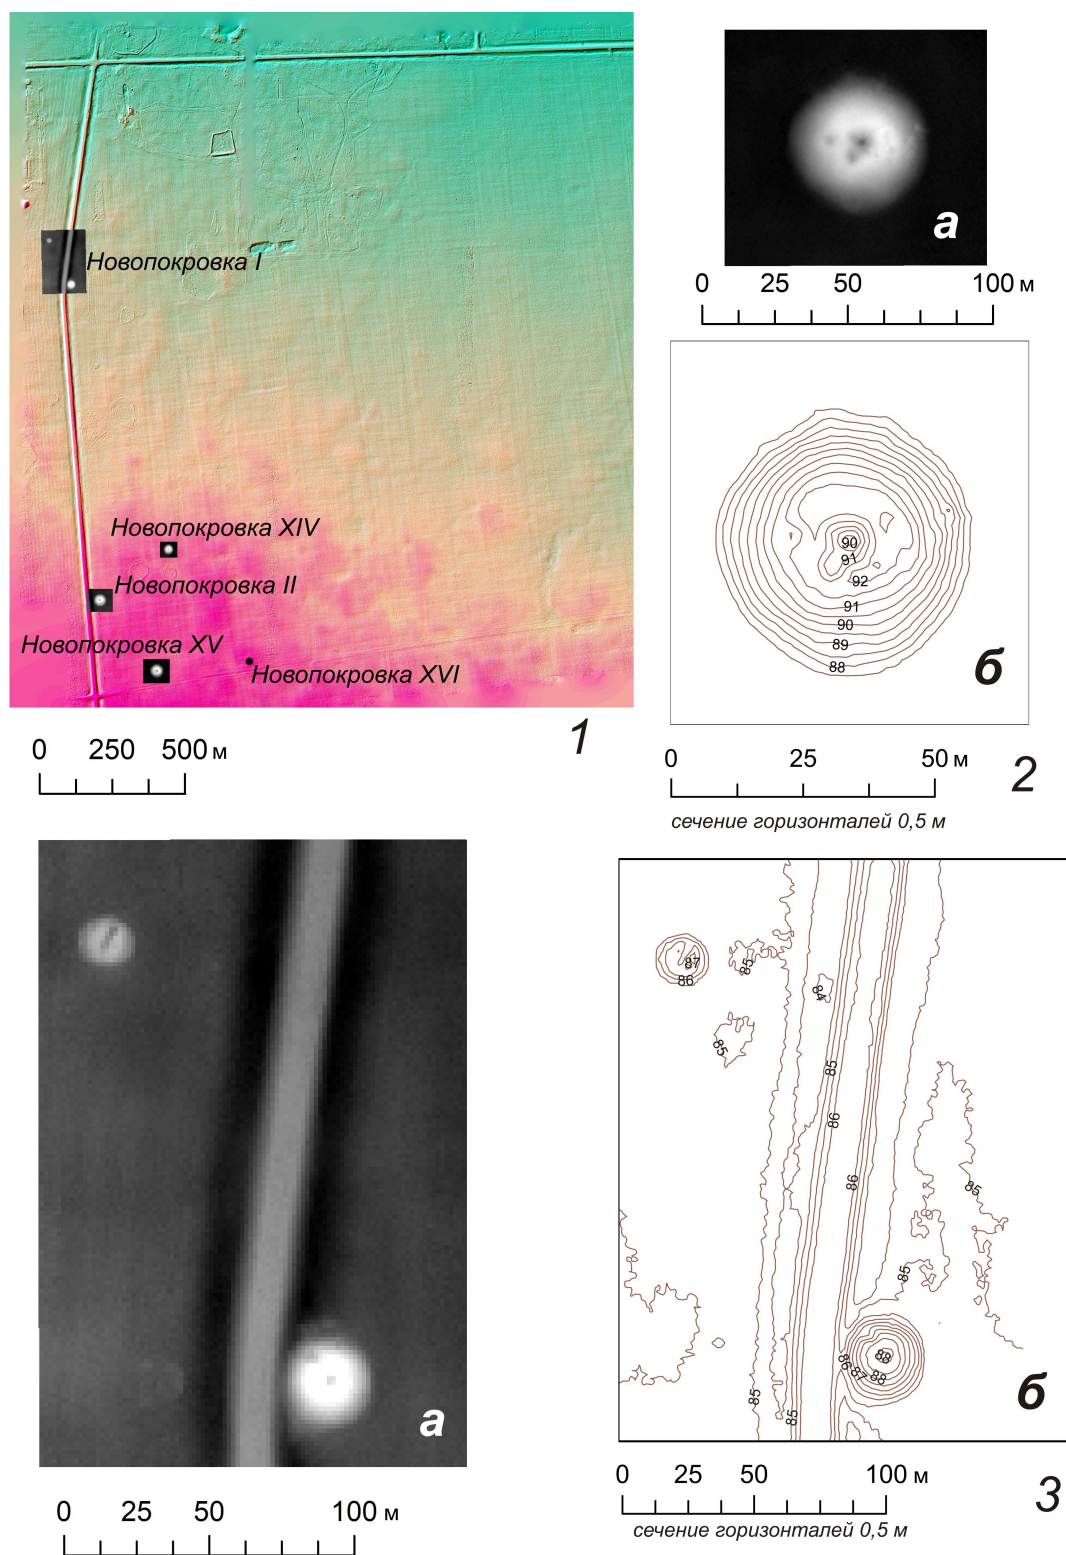 Новопокровка I
Новопокровка XIV
Новопокровка II
Новопокровка XV
Новопокровка XVI
0 250 500 м
1
а
0 25 50 100 м
90
91
92
91
90
89
88
б
0 25 50 м
2
сечение горизонталей 0,5 м
а
0 25 50 100 м
87
86
85
84
85
85
86
86
85
85
88
86
87
88
85
85
б
0 25 50 100 м
3
сечение горизонталей 0,5 м